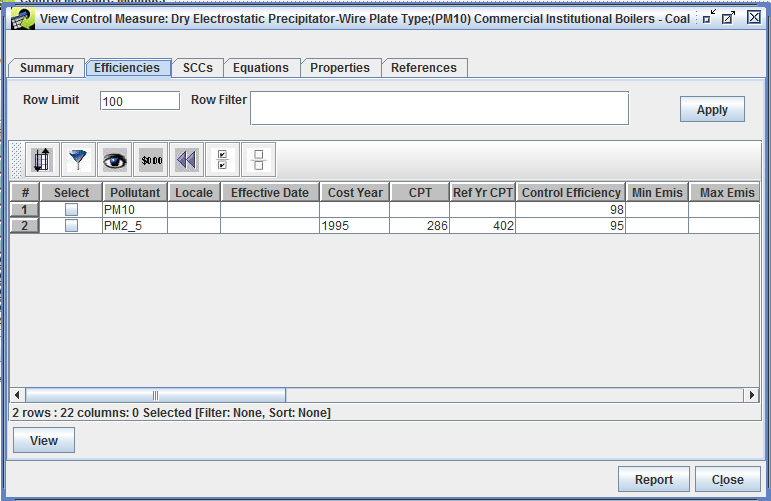 View Control Measure: Dry Electrostatic Precipitator-Wire Plate Type;(PM10) Commercial Institutional Boilers - Coal
Summary Efficiencies SCCs Equations Properties References
Row Limit 100 Row Filter Apply
$0.00
# Select Pollutant Locale Effective Date Cost Year CPT Ref Yr CPT Control Efficiency Min Emis Max Emis
1 PM10 98
2 PM2_5 1995 286 402 95
2 rows : 22 columns: 0 Selected [Filter: None, Sort: None]
View
Report Close